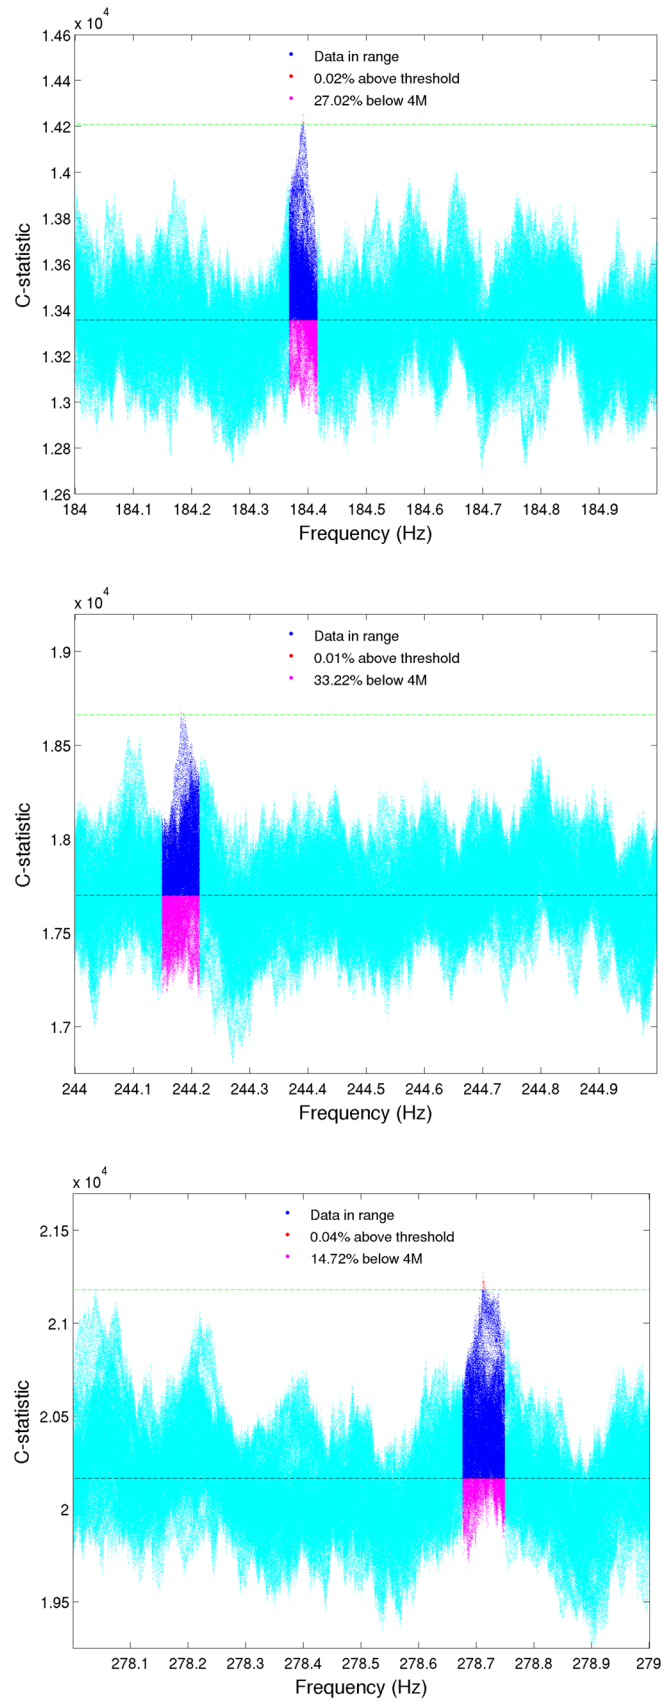 x 10^4
1.46
1.44
1.42
1.4
1.38
1.36
1.34
1.32
1.3
1.28
1.26
C-statistic
Data in range
0.02% above threshold
27.02% below 4M
184 184.1 184.2 184.3 184.4 184.5 184.6 184.7 184.8 184.9
Frequency (Hz)
x 10^4
1.9
1.85
1.8
1.75
1.7
C-statistic
Data in range
0.01% above threshold
33.22% below 4M
244 244.1 244.2 244.3 244.4 244.5 244.6 244.7 244.8 244.9
Frequency (Hz)
x 10^4
2.15
2.1
2.05
2
1.95
C-statistic
Data in range
0.04% above threshold
14.72% below 4M
278.1 278.2 278.3 278.4 278.5 278.6 278.7 278.8 278.9 279
Frequency (Hz)